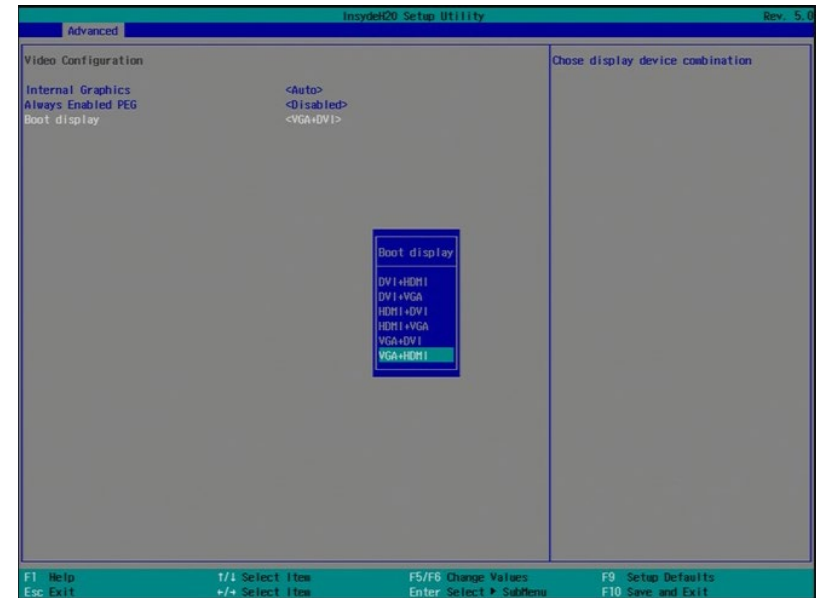 InsydeH20 Setup Utility Rev. 5.0
Advanced
Video Configuration
Chose display device combination
Internal Graphics <Auto>
Always Enabled PEG <Disabled>
Boot display <VGA+DVI>
Boot display
DVI+HDMI
DVI+VGA
HDMI+DVI
HDMI+VGA
VGA+DVI
VGA+HDMI
F1 Help ↑/↓ Select Item F5/F6 Change Values F9 Setup Defaults
Esc Exit ←/→ Select Item Enter Select ▶ SubMenu F10 Save and Exit